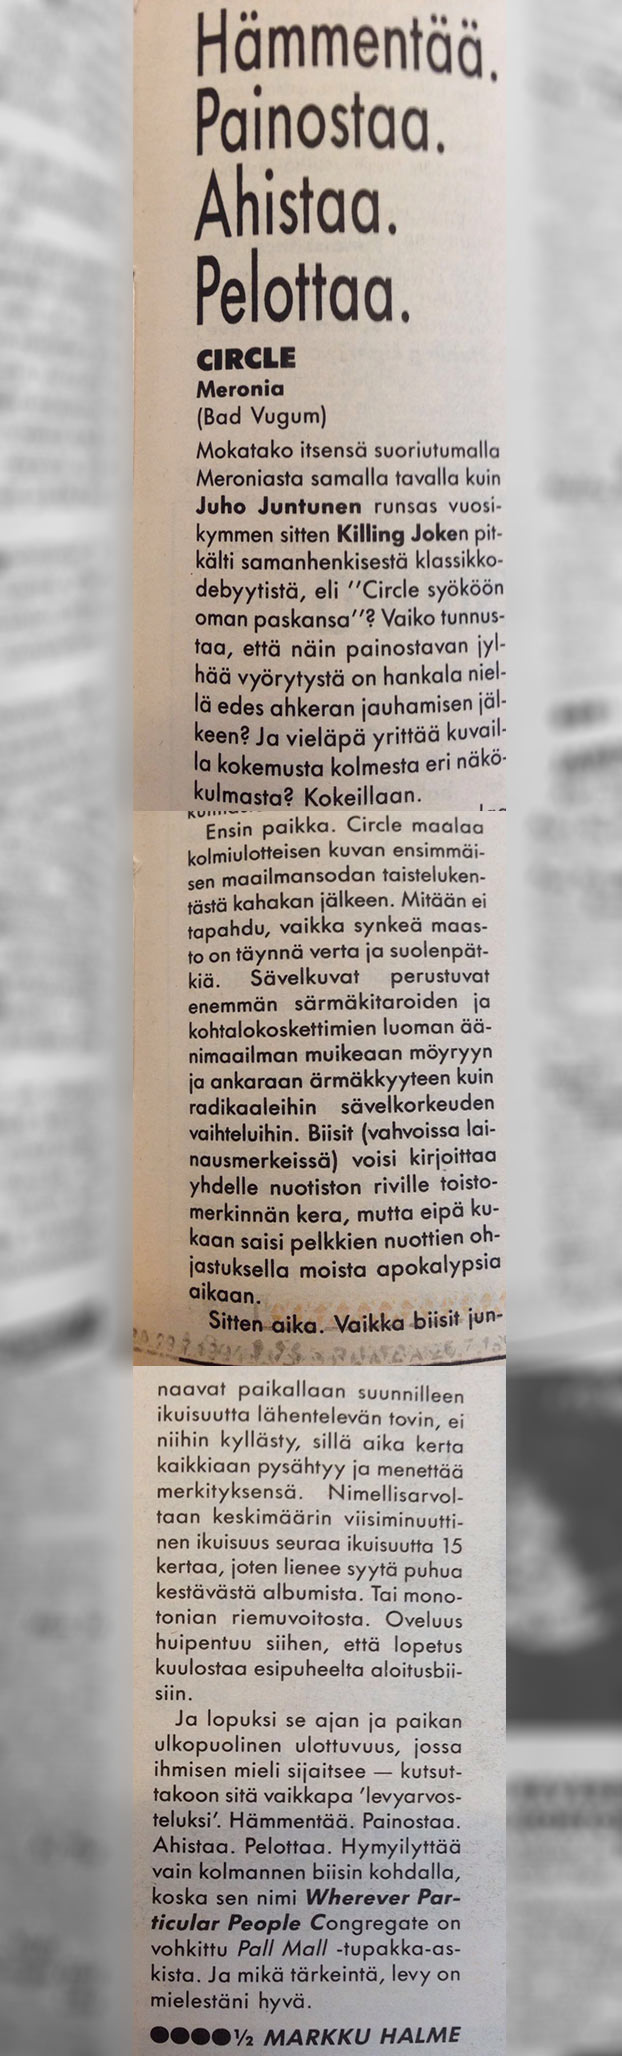 Hämmentää.
Painostaa.
Ahistaa.
Pelottaa.
CIRCLE
Meronia
(Bad Vugum)
Mokatako itsensä suoriutumalla
Meroniasta samalla tavalla kuin
Juho Juntunen runsas vuosi-
kymmen sitten Killing Joken pit-
kälti samanhenkisestä klassikko-
debyytistä, eli ''Circle syököön
oman paskansa''? Vaiko tunnus-
taa, että näin painostavan jyl-
hää vyörytystä on hankala niel-
lä edes ahkeran jauhamisen jäl-
keen? Ja vieläpä yrittää kuvail-
la kokemusta kolmesta eri näkö-
kulmasta? Kokeillaan.
Ensin paikka. Circle maalaa
kolmiulotteisen kuvan ensimmäi-
sen maailmansodan taisteluken-
tästä kahakan jälkeen. Mitään ei
tapahdu, vaikka synkeä maas-
to on täynnä verta ja suolenpät-
kiä. Sävelkuvat perustuvat
enemmän särmäkitaroiden ja
kohtalokoskettimien luoman ää-
nimaailman muikeaan möyryyn
ja ankaraan ärmäkkyyteen kuin
radikaaleihin sävelkorkeuden
vaihteluihin. Biisit (vahvoissa lai-
nausmerkeissä) voisi kirjoittaa
yhdelle nuotiston riville toisto-
merkinnän kera, mutta eipä ku-
kaan saisi pelkkien nuottien oh-
jastuksella moista apokalypsia
aikaan.
Sitten aika. Vaikka biisit jun-
naavat paikallaan suunnilleen
ikuisuutta lähentelevän tovin, ei
niihin kyllästy, sillä aika kerta
kaikkiaan pysähtyy ja menettää
merkityksensä. Nimellisarvol-
taan keskimäärin viisiminuutti-
nen ikuisuus seuraa ikuisuutta 15
kertaa, joten lienee syytä puhua
kestävästä albumista. Tai mono-
tonian riemuvoitosta. Oveluus
huipentuu siihen, että lopetus
kuulostaa esipuheelta aloitusbii-
siin.
Ja lopuksi se ajan ja paikan
ulkopuolinen ulottuvuus, jossa
ihmisen mieli sijaitsee — kutsut-
takoon sitä vaikkapa 'levyarvos-
teluksi'. Hämmentää. Painostaa.
Ahistaa. Pelottaa. Hymyilyttää
vain kolmannen biisin kohdalla,
koska sen nimi Wherever Par-
ticular People Congregate on
vohkittu Pall Mall -tupakka-as-
kista. Ja mikä tärkeintä, levy on
mielestäni hyvä.
●●●●½ MARKKU HALME